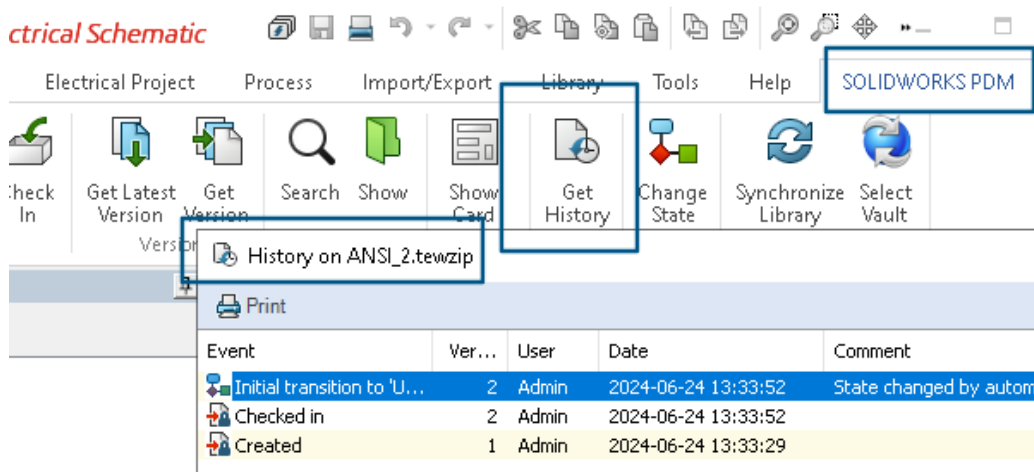 ctrical Schematic
Electrical Project Process Import/Export Library Tools Help SOLIDWORKS PDM
Check In
Get Latest Version
Get Version
Search
Show
Show Card
Get History
Change State
Synchronize Library
Select Vault
Versio
History on ANSI_2.tewzip
Print
Event Ver... User Date Comment
Initial transition to 'U... 2 Admin 2024-06-24 13:33:52 State changed by autom
Checked in 2 Admin 2024-06-24 13:33:52
Created 1 Admin 2024-06-24 13:33:29